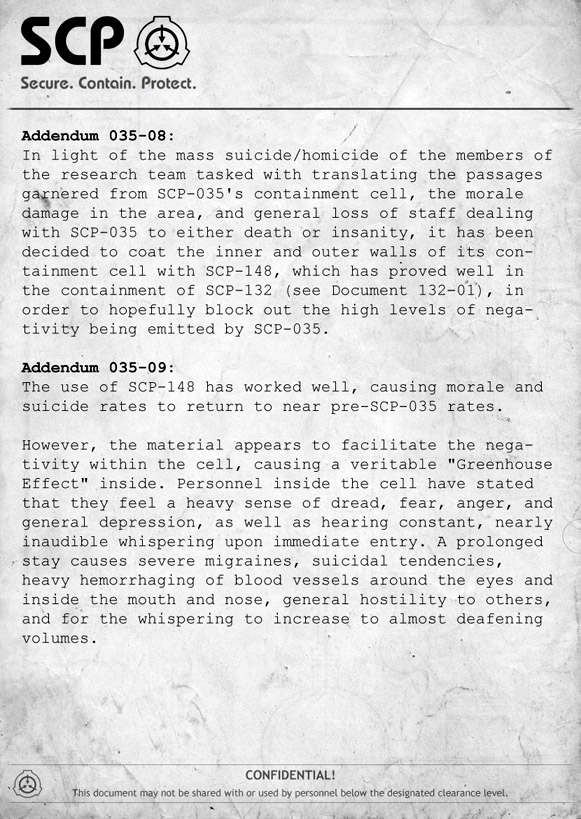 SCP
Secure. Contain. Protect.
Addendum 035-08:
In light of the mass suicide/homicide of the members of
the research team tasked with translating the passages
garnered from SCP-035's containment cell, the morale
damage in the area, and general loss of staff dealing
with SCP-035 to either death or insanity, it has been
decided to coat the inner and outer walls of its con-
tainment cell with SCP-148, which has proved well in
the containment of SCP-132 (see Document 132-01), in
order to hopefully block out the high levels of nega-
tivity being emitted by SCP-035.
Addendum 035-09:
The use of SCP-148 has worked well, causing morale and
suicide rates to return to near pre-SCP-035 rates.
However, the material appears to facilitate the nega-
tivity within the cell, causing a veritable "Greenhouse
Effect" inside. Personnel inside the cell have stated
that they feel a heavy sense of dread, fear, anger, and
general depression, as well as hearing constant, nearly
inaudible whispering upon immediate entry. A prolonged
stay causes severe migraines, suicidal tendencies,
heavy hemorrhaging of blood vessels around the eyes and
inside the mouth and nose, general hostility to others,
and for the whispering to increase to almost deafening
volumes.
CONFIDENTIAL!
This document may not be shared with or used by personnel below the designated clearance level.